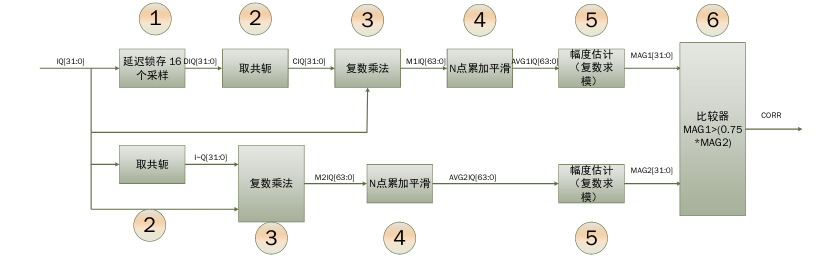 1
2
3
4
5
6
IQ[31:0]
延迟锁存 16
个采样
DIQ[31:0]
取共轭
CIQ[31:0]
复数乘法
M1IQ[63:0]
N点累加平滑
AVG1IQ[63:0]
幅度估计
(复数求
模)
MAG1[31:0]
比较器
MAG1>(0.75
*MAG2)
CORR
取共轭
I-Q[31:0]
复数乘法
M2IQ[63:0]
N点累加平滑
AVG2IQ[63:0]
幅度估计
(复数求
模)
MAG2[31:0]
2
3
4
5